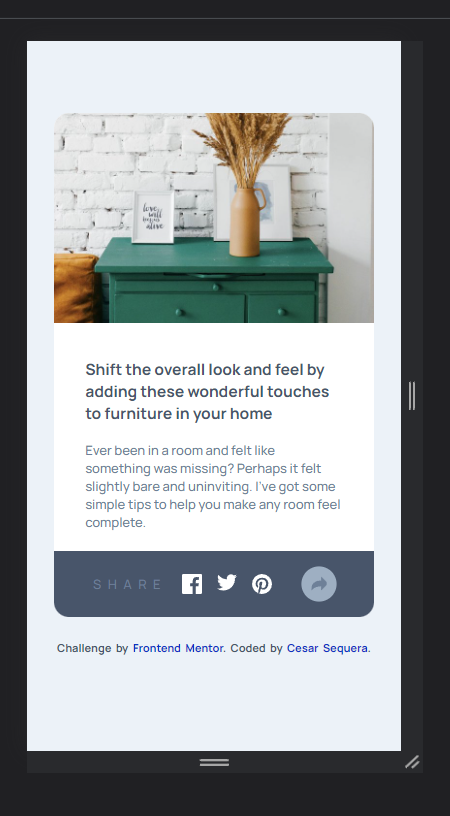 love
will
keep us
alive
Shift the overall look and feel by
adding these wonderful touches
to furniture in your home
Ever been in a room and felt like
something was missing? Perhaps it felt
slightly bare and uninviting. I've got some
simple tips to help you make any room feel
complete.
SHARE
Challenge by Frontend Mentor. Coded by Cesar Sequera.